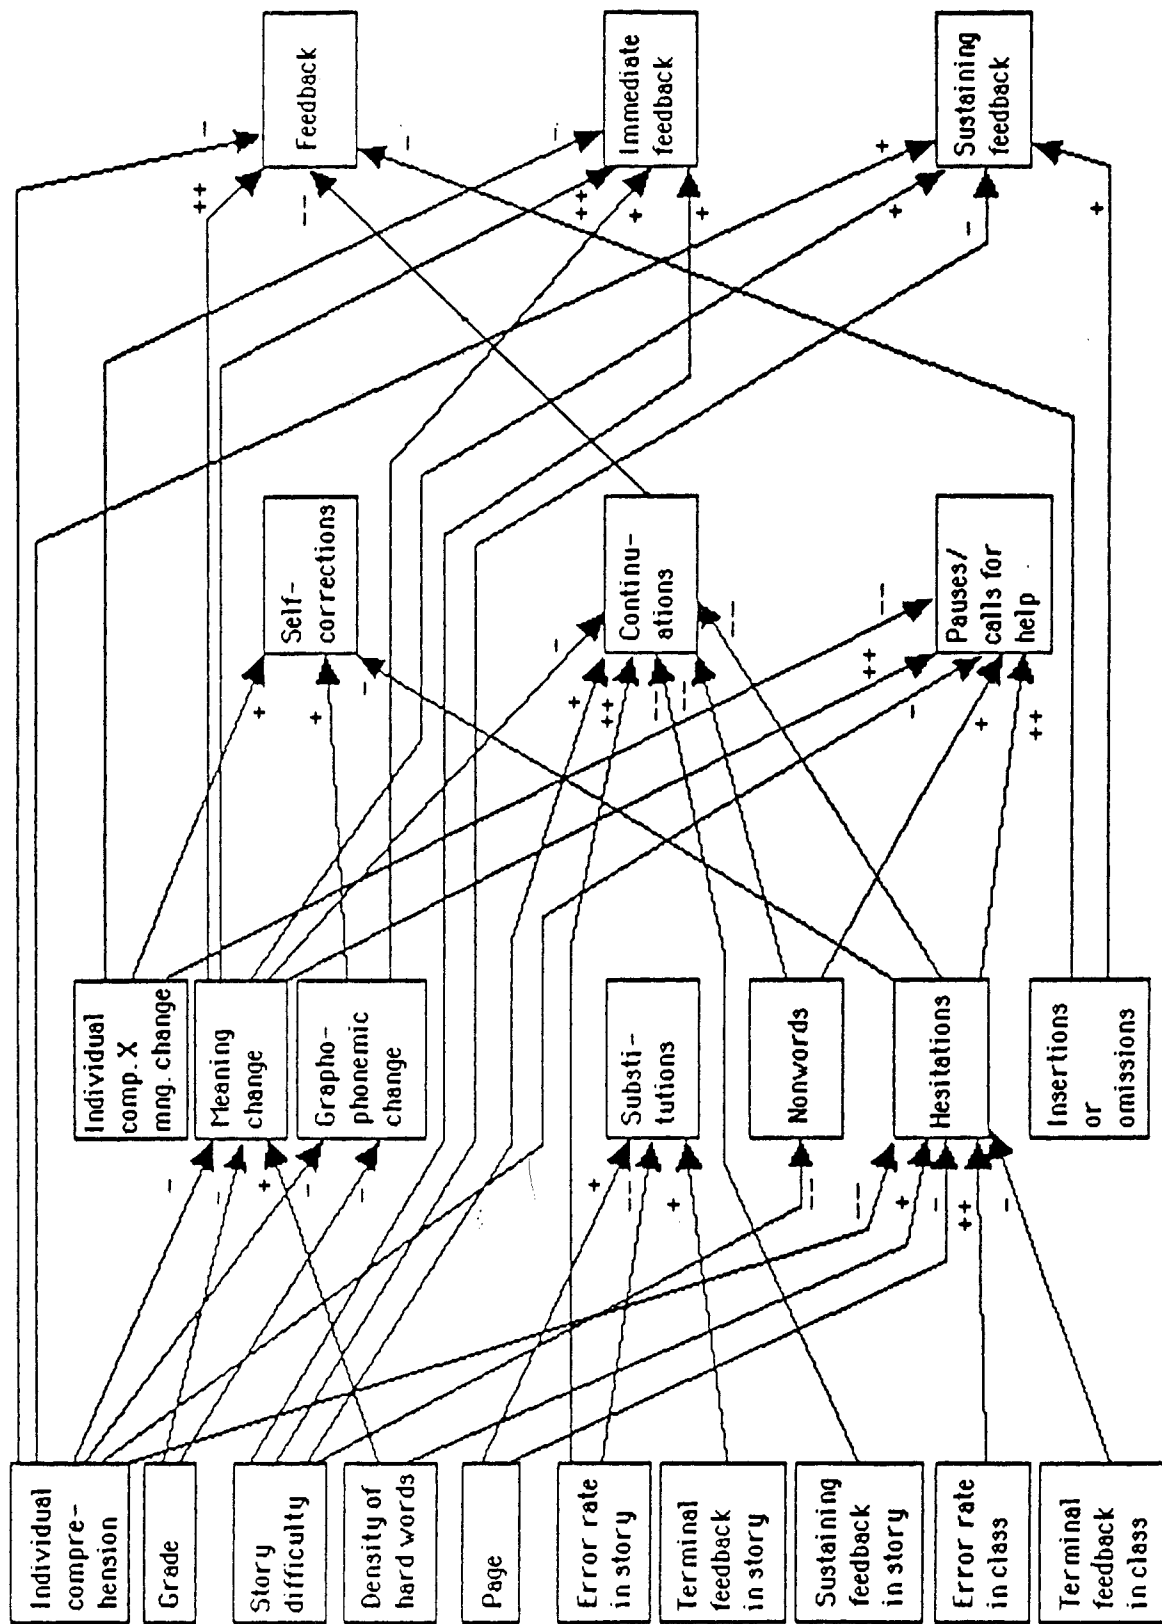 Individual
compre-
hension
Grade
Story
difficulty
Density of
hard words
Page
Error rate
in story
Terminal
feedback
in story
Sustaining
feedback
in story
Error rate
in class
Terminal
feedback
in class
Individual
comp. X
mng. change
Meaning
change
Grapho-
phonemic
change
Substi-
tutions
Nonwords
Hesitations
Insertions
or
omissions
-
-
+
-
-
+
--
+
--
--
+
-
++
-
Self-
corrections
Continu-
ations
Pauses/
calls for
help
+
+
-
-
+
++
--
--
--
--
++
-
+
++
Feedback
Immediate
feedback
Sustaining
feedback
-
++
--
-
-
++
+
+
+
+
-
+